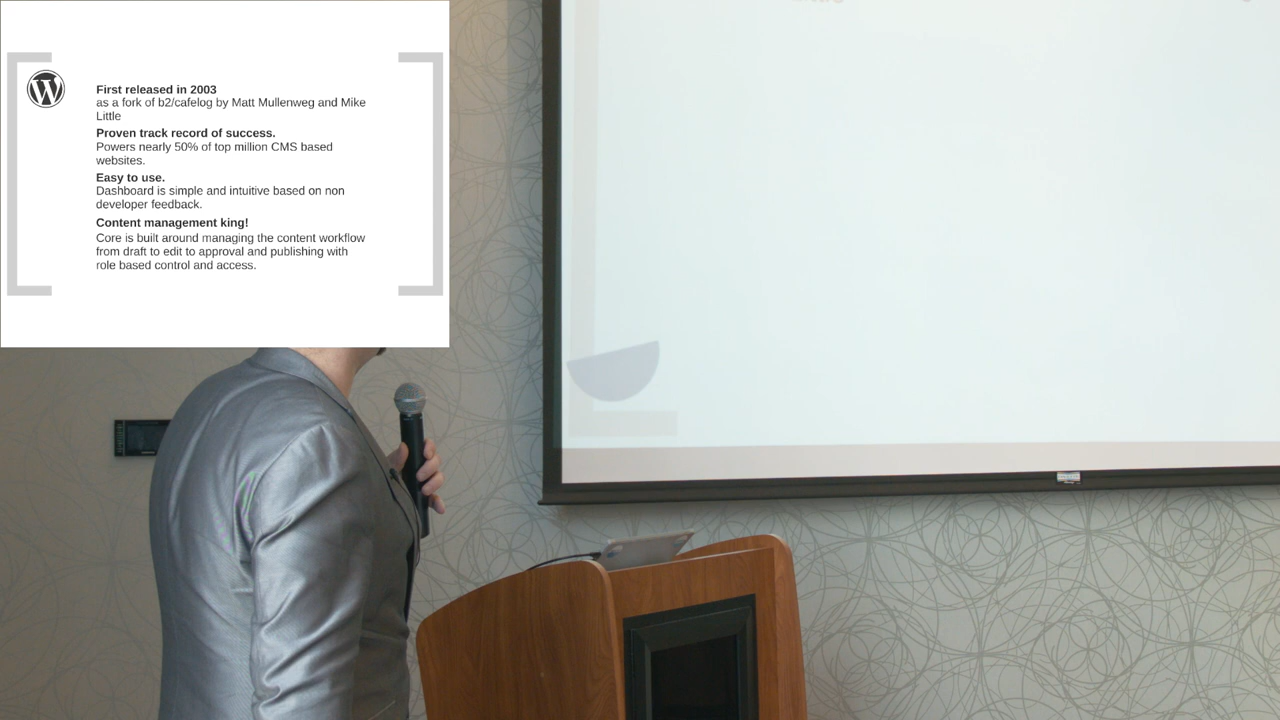 First released in 2003
as a fork of b2/cafelog by Matt Mullenweg and Mike
Little
Proven track record of success.
Powers nearly 50% of top million CMS based
websites.
Easy to use.
Dashboard is simple and intuitive based on non
developer feedback.
Content management king!
Core is built around managing the content workflow
from draft to edit to approval and publishing with
role based control and access.